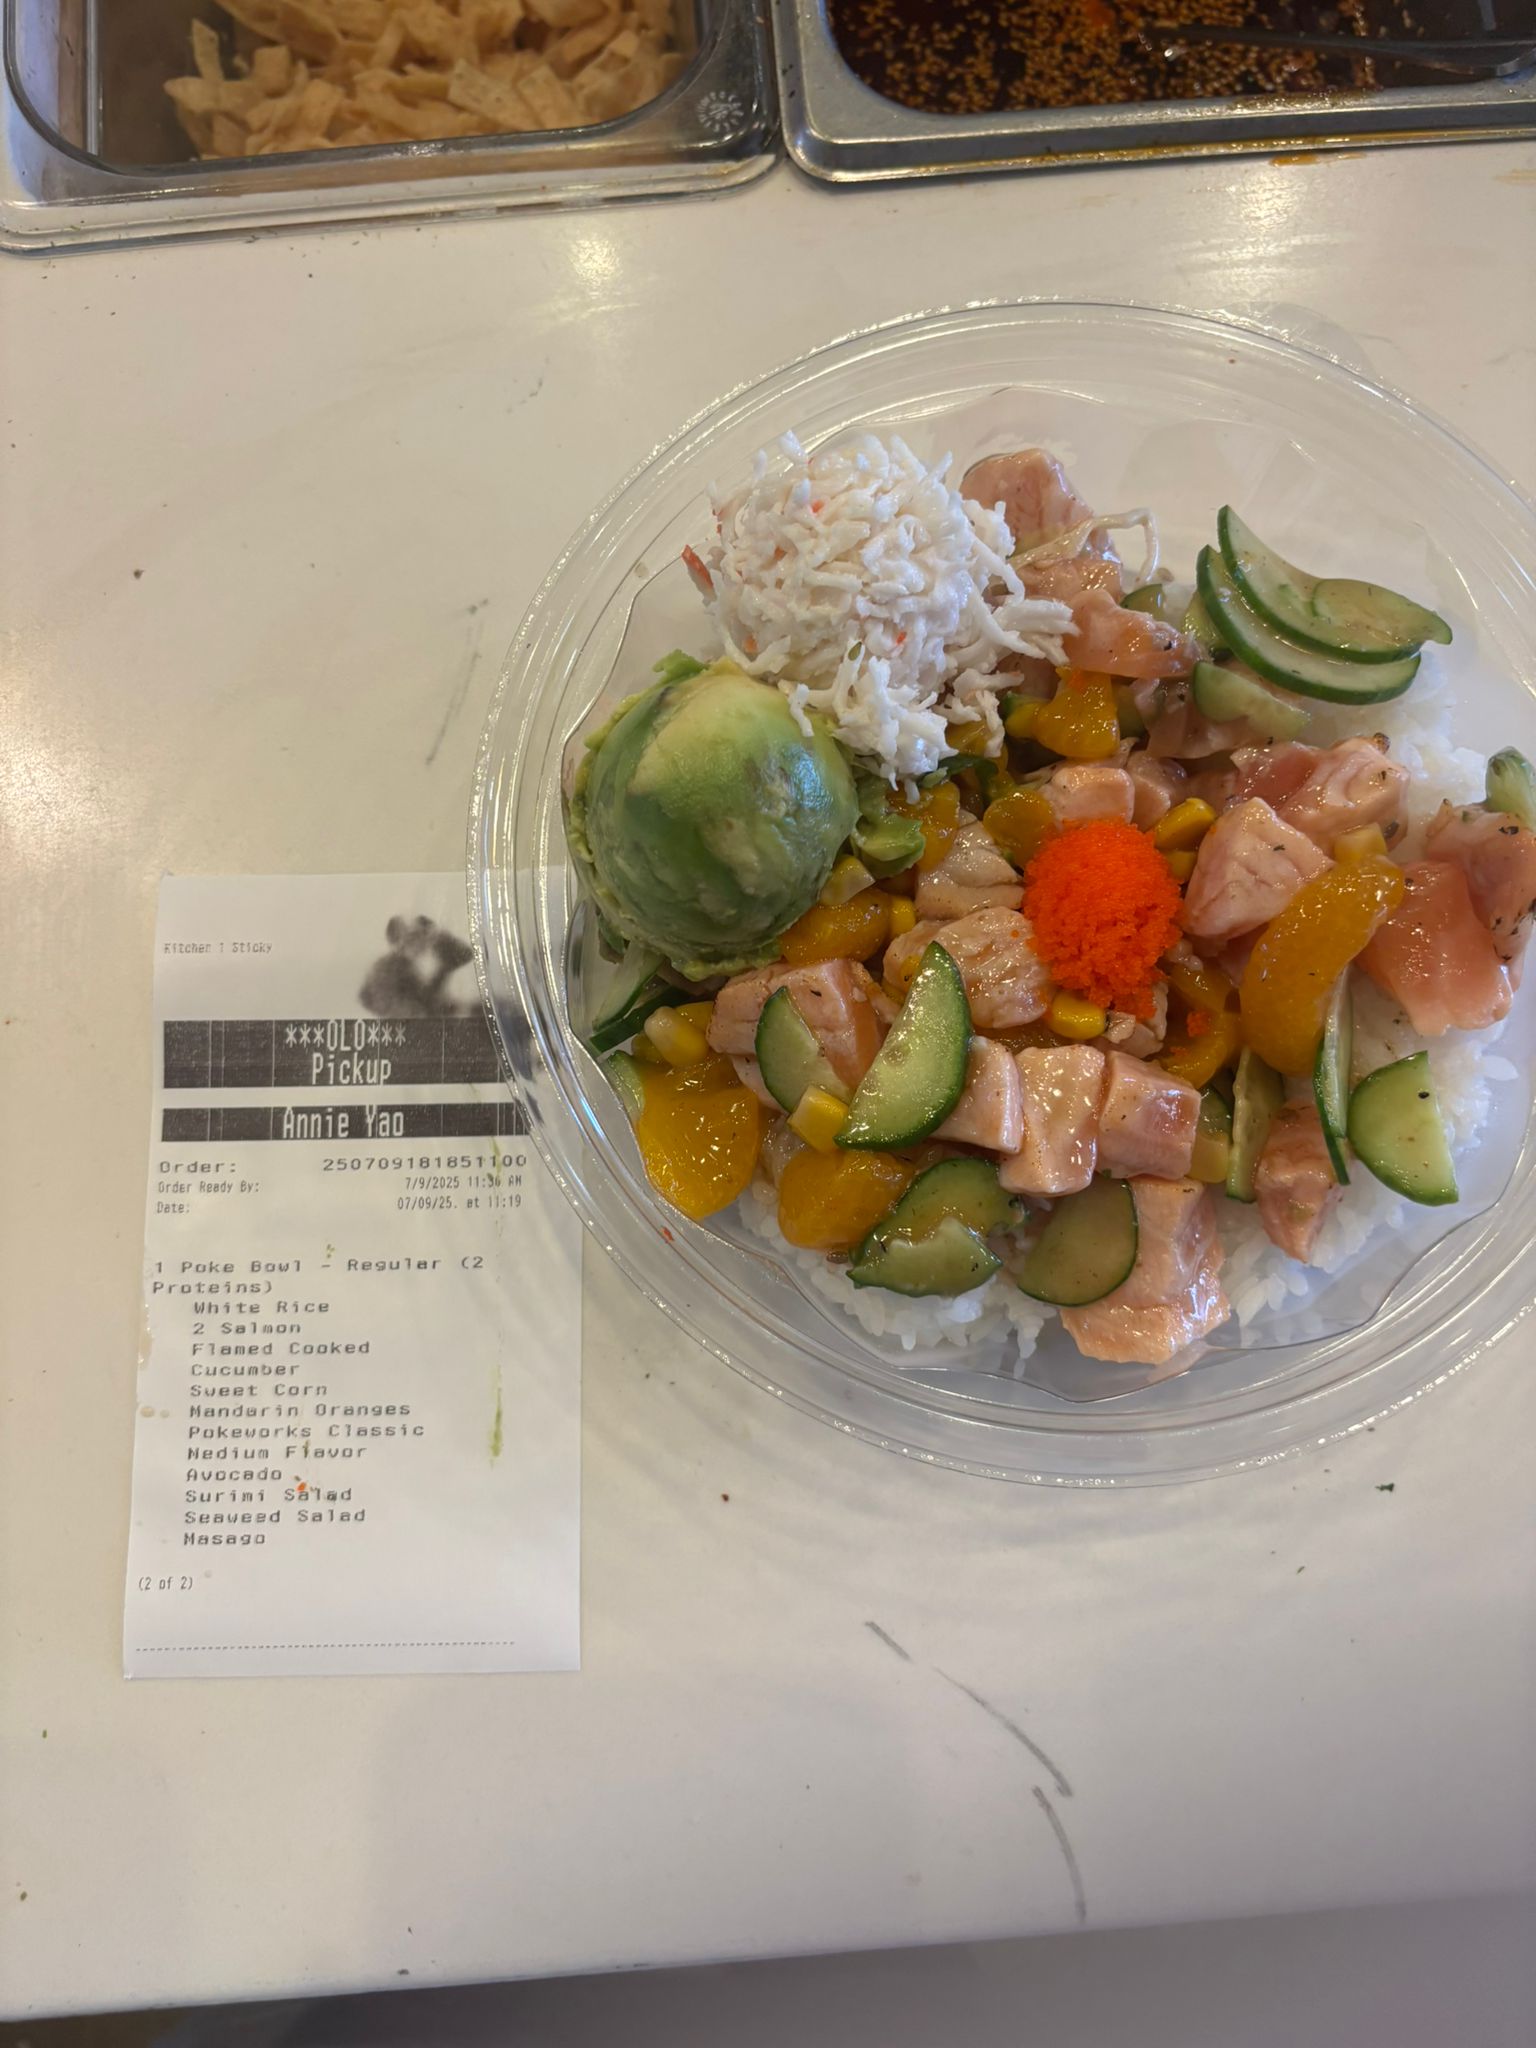 Kitchen 1 Sticky
***OLO***
Pickup
Annie Yao
Order: 250709181851100
Order Ready By: 7/9/2025 11:36 AM
Date: 07/09/25. at 11:19
1 Poke Bowl - Regular (2
Proteins)
White Rice
2 Salmon
Flamed Cooked
Cucumber
Sweet Corn
Mandarin Oranges
Pokeworks Classic
Medium Flavor
Avocado
Surimi Salad
Seaweed Salad
Masago
(2 of 2)